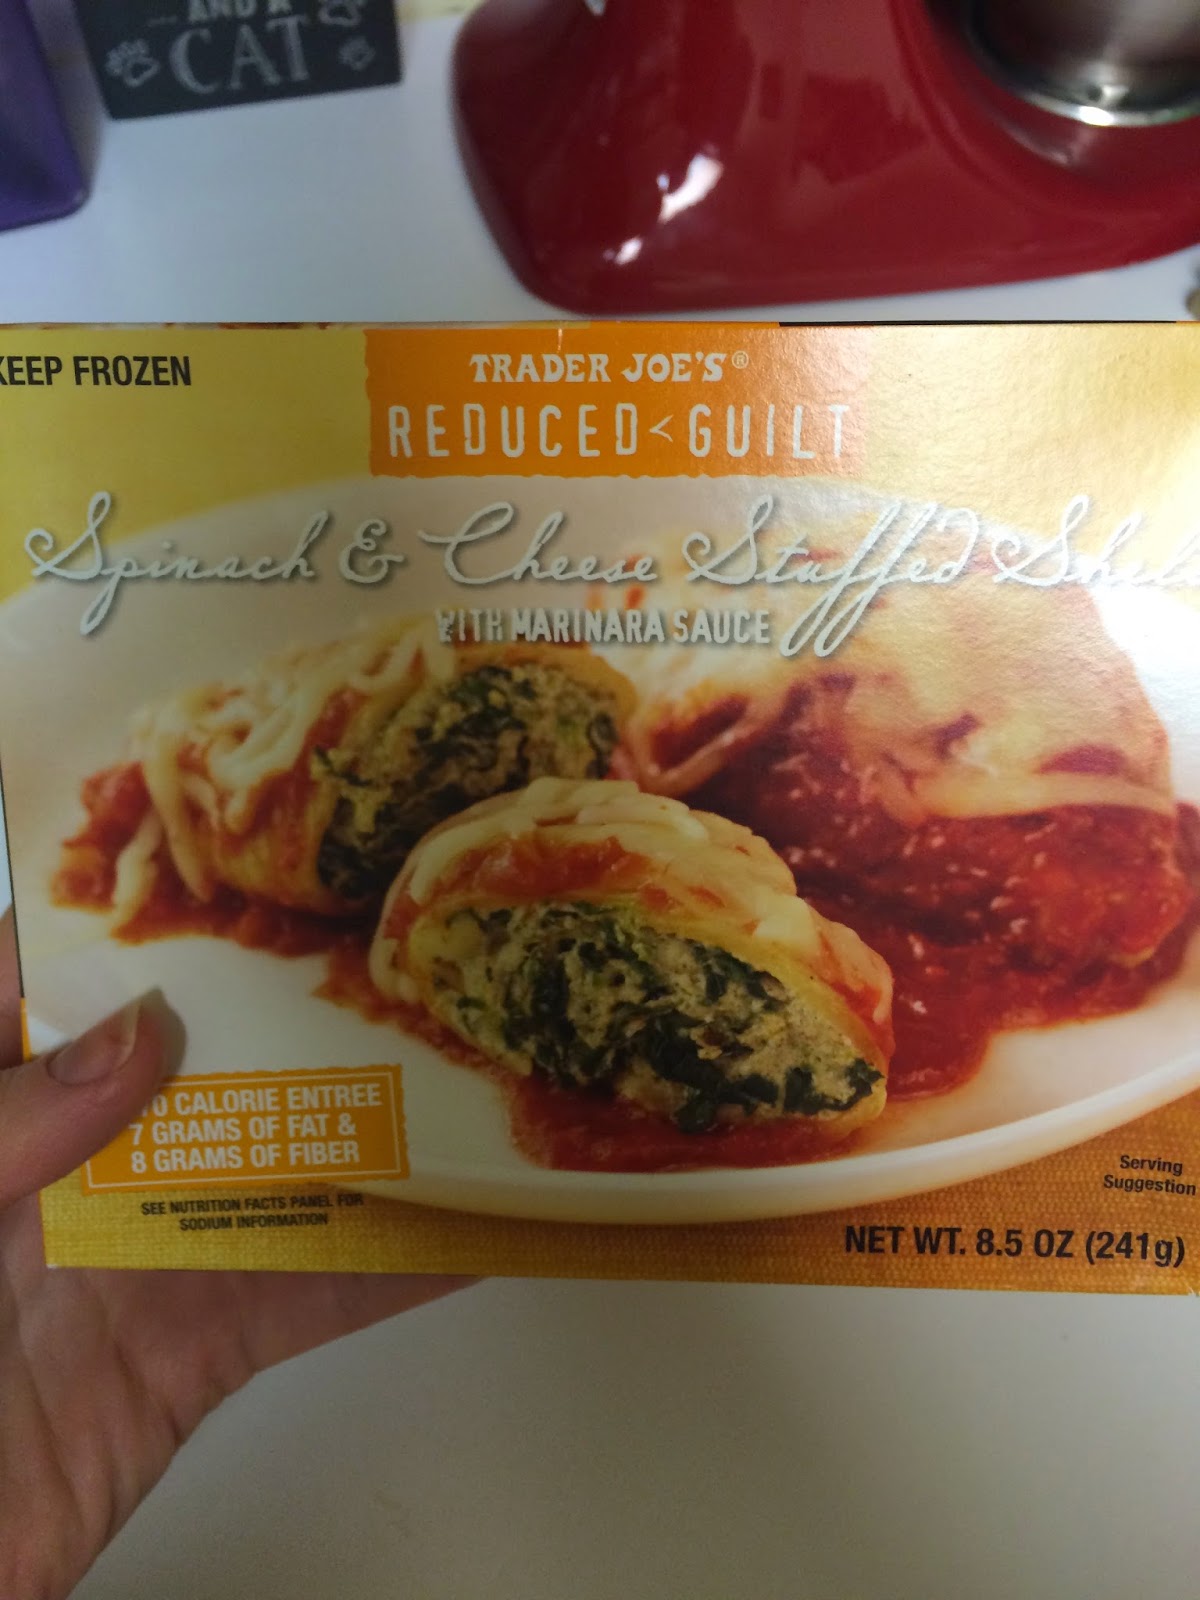 AND A
CAT
KEEP FROZEN
TRADER JOE'S®
REDUCED<GUILT
Spinach & Cheese Stuffed
WITH MARINARA SAUCE
CALORIE ENTREE
7 GRAMS OF FAT &
8 GRAMS OF FIBER
SEE NUTRITION FACTS PANEL FOR
SODIUM INFORMATION
Serving
Suggestion
NET WT. 8.5 OZ (241g)